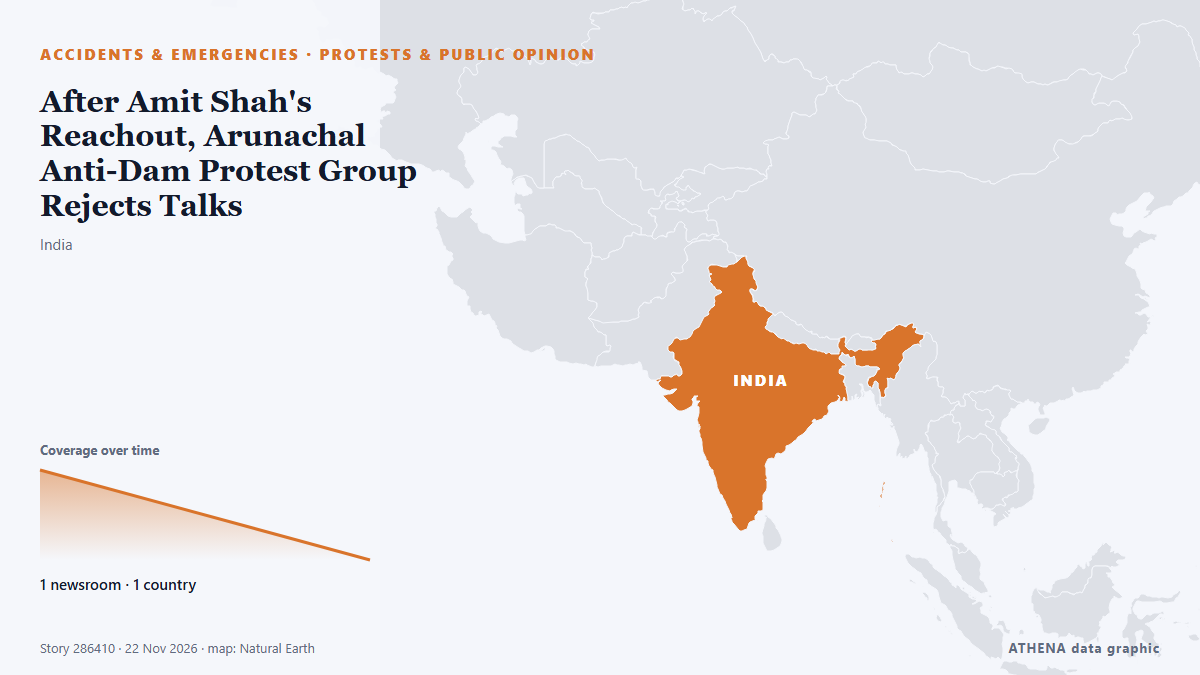 ACCIDENTS & EMERGENCIES · PROTESTS & PUBLIC OPINION
After Amit Shah's
Reachout, Arunachal
Anti-Dam Protest Group
Rejects Talks
India
INDIA
Coverage over time
1 newsroom · 1 country
Story 286410 · 22 Nov 2026 · map: Natural Earth
ATHENA data graphic